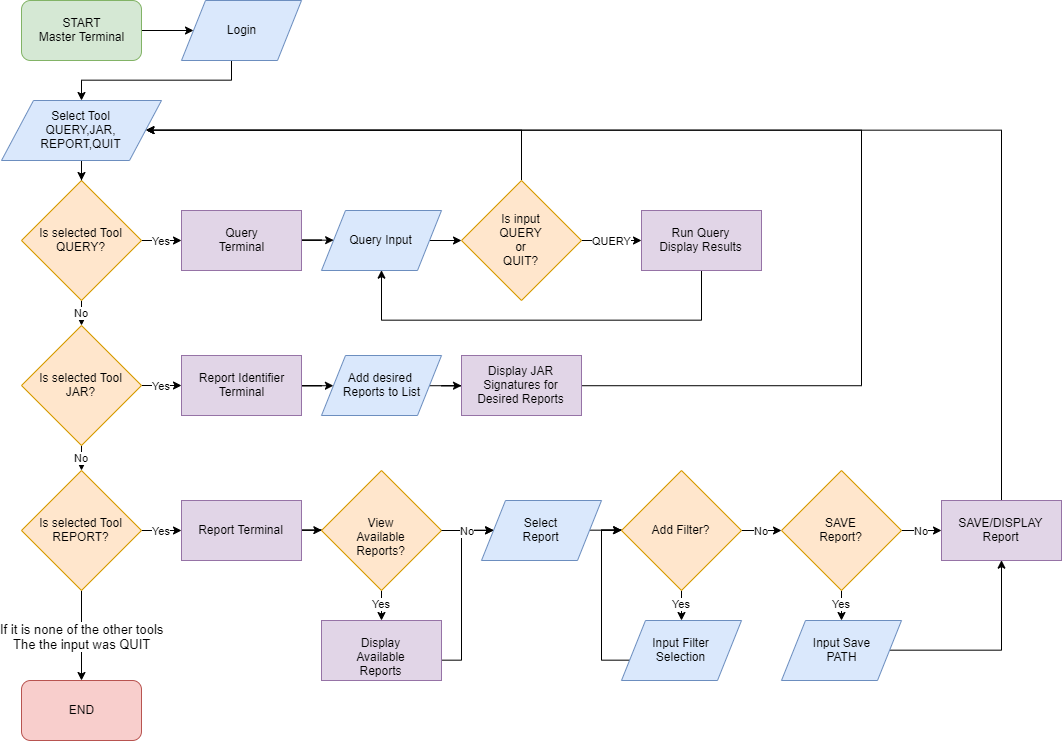 START
Master Terminal
Login
Select Tool
QUERY,JAR,
REPORT,QUIT
Is selected Tool
QUERY?
Yes
Query
Terminal
Query Input
Is input
QUERY
or
QUIT?
QUERY
Run Query
Display Results
No
Is selected Tool
JAR?
Yes
Report Identifier
Terminal
Add desired
Reports to List
Display JAR
Signatures for
Desired Reports
No
Is selected Tool
REPORT?
Yes
Report Terminal
View
Available
Reports?
No
Select
Report
Add Filter?
No
SAVE
Report?
No
SAVE/DISPLAY
Report
Yes
Display
Available
Reports
Yes
Input Filter
Selection
Yes
Input Save
PATH
If it is none of the other tools
The the input was QUIT
END